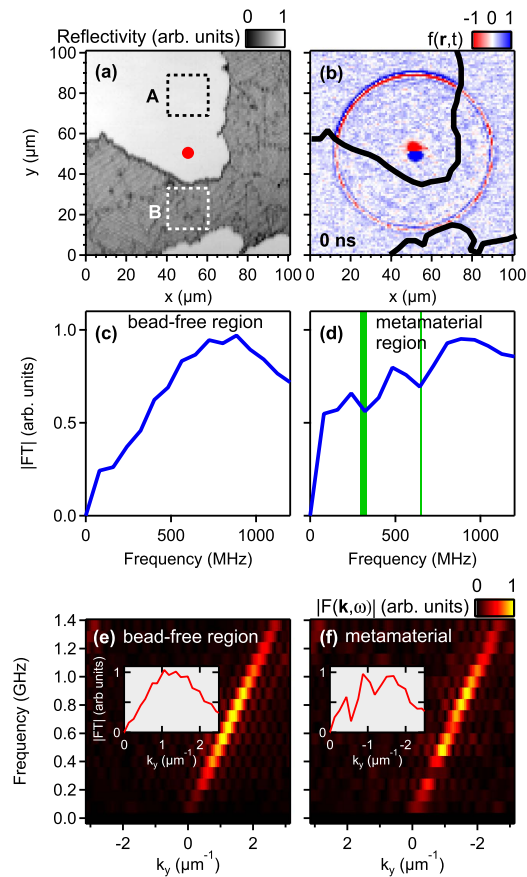 Reflectivity (arb. units) 0 1
-1 0 1 f(r,t)
(a) A B
y (μm)
100
80
60
40
20
0
0 20 40 60 80 100
x (μm)
(b)
0 ns
0 20 40 60 80 100
x (μm)
(c) bead-free region
|FT| (arb. units)
1.0
0.5
0.0
0 500 1000
Frequency (MHz)
(d) metamaterial
region
0 500 1000
Frequency (MHz)
0 1
|F(k,ω)| (arb. units)
(e) bead-free region
Frequency (GHz)
1.4
1.2
1.0
0.8
0.6
0.4
0.2
0.0
|FT| (arb units)
1
0
0 1 2
ky (μm⁻¹)
-2 0 2
ky (μm⁻¹)
(f) metamaterial
1
0
0 -1 -2
ky (μm⁻¹)
2 0 -2
ky (μm⁻¹)